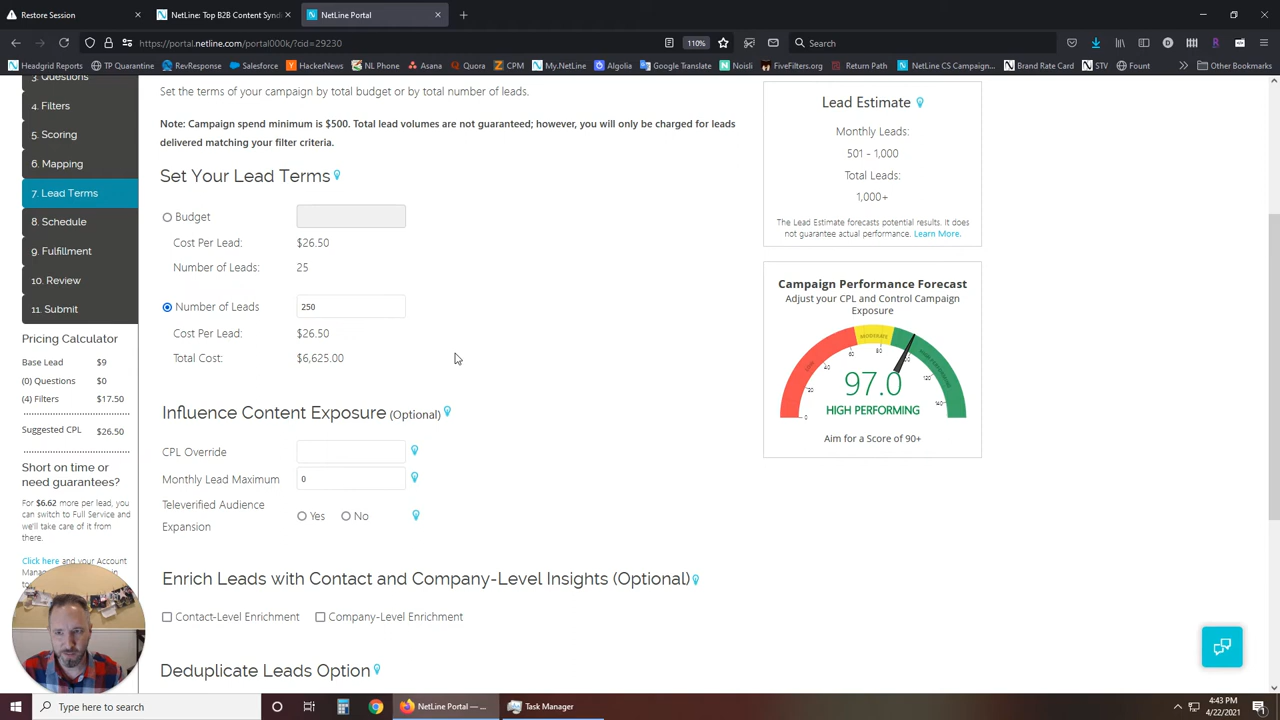 Restore Session
NetLine: Top B2B Content Syndi
NetLine Portal
https://portal.netline.com/portal000k/?cid=29230
110%
Search
Headgrid Reports
TP Quarantine
RevResponse
Salesforce
HackerNews
NL Phone
Asana
Quora
CPM
My.NetLine
Algolia
Google Translate
Noisli
FiveFilters.org
Return Path
NetLine CS Campaign...
Brand Rate Card
STV
Fount
Other Bookmarks
3. Questions
4. Filters
5. Scoring
6. Mapping
7. Lead Terms
8. Schedule
9. Fulfillment
10. Review
11. Submit
Pricing Calculator
Base Lead $9
(0) Questions $0
(4) Filters $17.50
Suggested CPL $26.50
Short on time or
need guarantees?
For $6.62 more per lead, you
can switch to Full Service and
we'll take care of it from
there.
Click here and your Account
Set the terms of your campaign by total budget or by total number of leads.
Note: Campaign spend minimum is $500. Total lead volumes are not guaranteed; however, you will only be charged for leads
delivered matching your filter criteria.
Set Your Lead Terms
Budget
Cost Per Lead: $26.50
Number of Leads: 25
Number of Leads 250
Cost Per Lead: $26.50
Total Cost: $6,625.00
Influence Content Exposure (Optional)
CPL Override
Monthly Lead Maximum 0
Televerified Audience
Expansion
Yes No
Enrich Leads with Contact and Company-Level Insights (Optional)
Contact-Level Enrichment Company-Level Enrichment
Deduplicate Leads Option
Lead Estimate
Monthly Leads:
501 - 1,000
Total Leads:
1,000+
The Lead Estimate forecasts potential results. It does
not guarantee actual performance. Learn More.
Campaign Performance Forecast
Adjust your CPL and Control Campaign
Exposure
97.0
HIGH PERFORMING
Aim for a Score of 90+
Type here to search
NetLine Portal —...
Task Manager
4:43 PM
4/22/2021